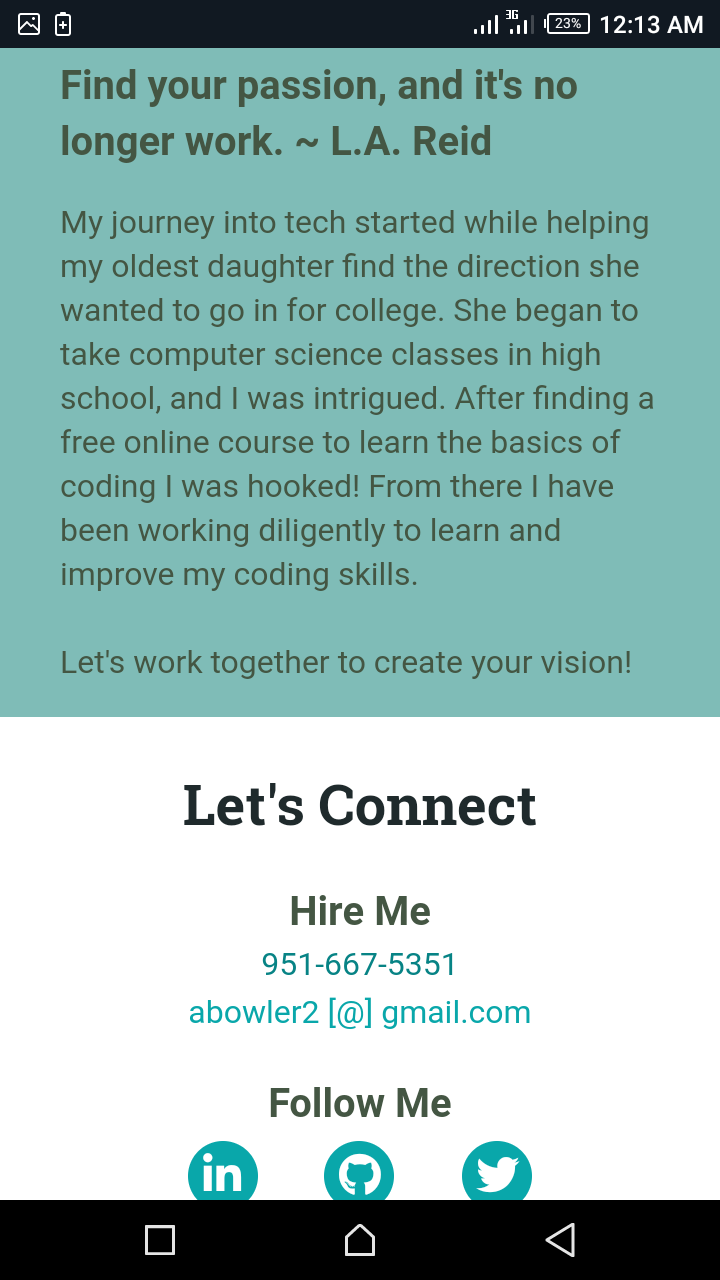 3G
23%
12:13 AM
Find your passion, and it's no
longer work. ~ L.A. Reid
My journey into tech started while helping
my oldest daughter find the direction she
wanted to go in for college. She began to
take computer science classes in high
school, and I was intrigued. After finding a
free online course to learn the basics of
coding I was hooked! From there I have
been working diligently to learn and
improve my coding skills.
Let's work together to create your vision!
Let's Connect
Hire Me
951-667-5351
abowler2 [@] gmail.com
Follow Me
in